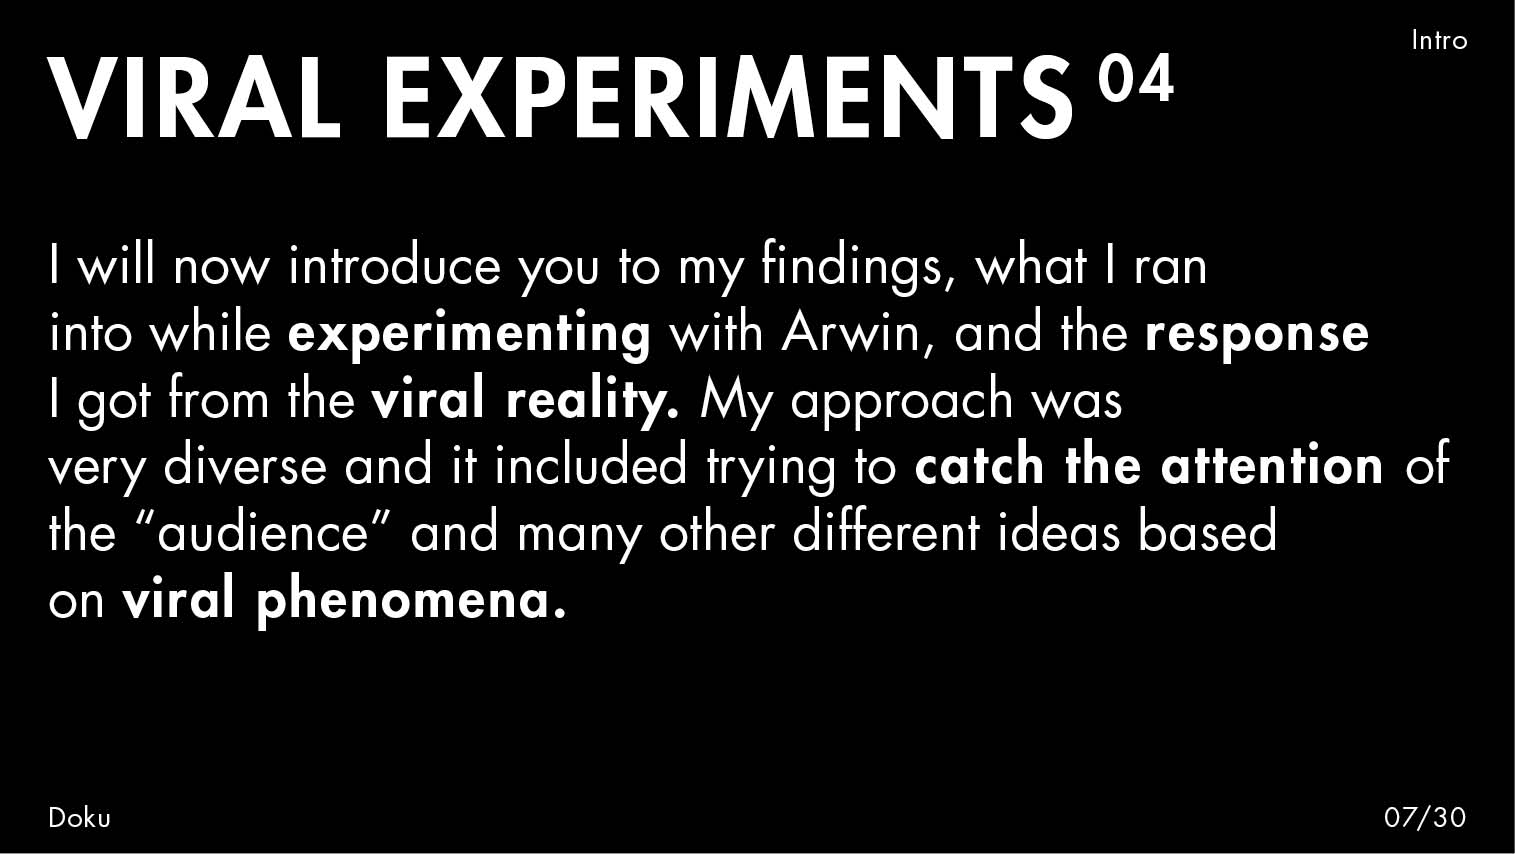 Intro
VIRAL EXPERIMENTS 04
I will now introduce you to my findings, what I ran
into while experimenting with Arwin, and the response
I got from the viral reality. My approach was
very diverse and it included trying to catch the attention of
the “audience” and many other different ideas based
on viral phenomena.
Doku
07/30